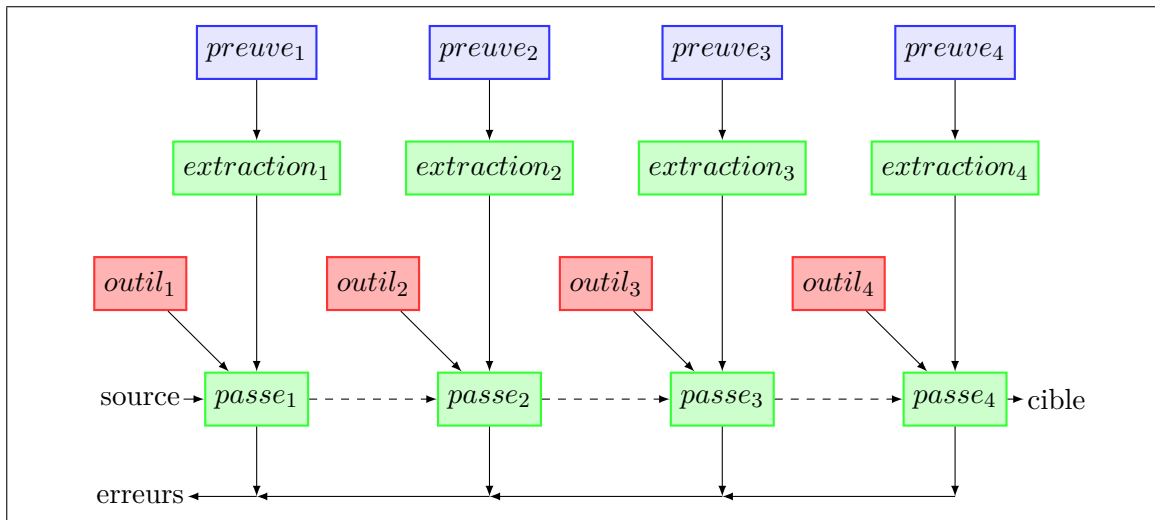 preuve₁ preuve₂ preuve₃ preuve₄
extraction₁ extraction₂ extraction₃ extraction₄
outil₁ outil₂ outil₃ outil₄
source passe₁ passe₂ passe₃ passe₄ cible
erreurs